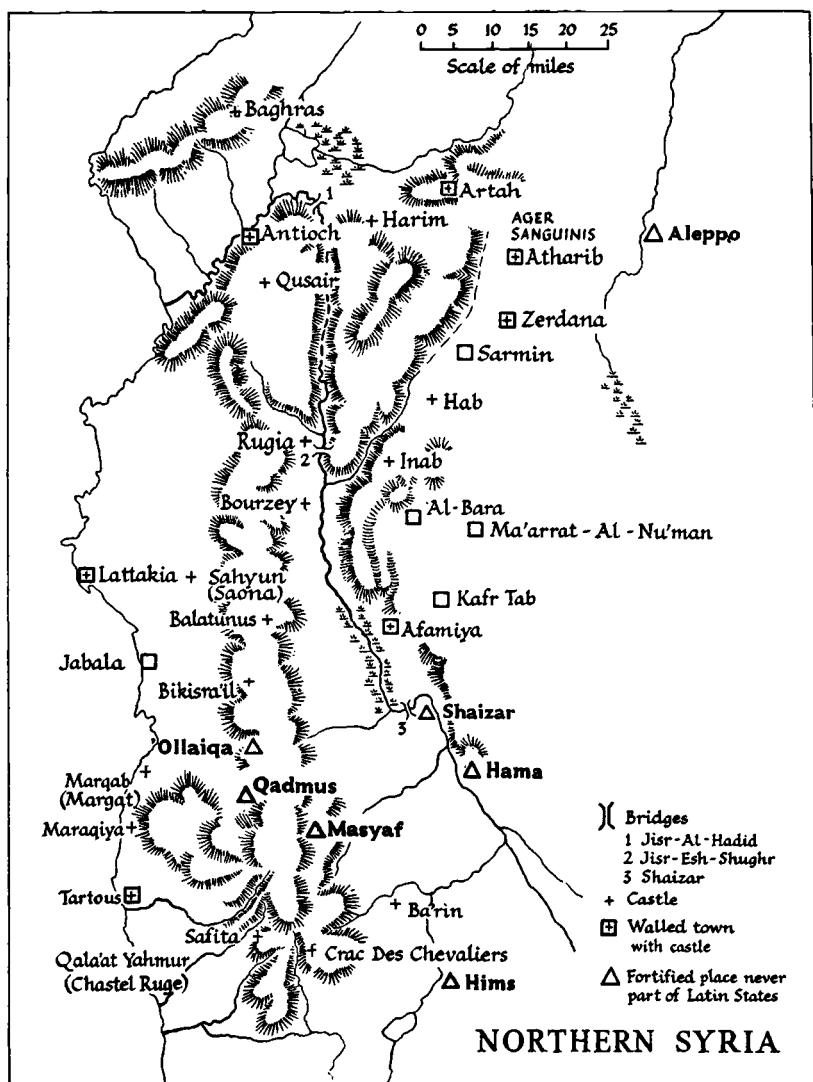 0 5 10 15 20 25
Scale of miles
Baghras
1
Artah
Harim
AGER
SANGUINIS
Antioch
Aleppo
Atharib
Qusair
Zerdana
Sarmin
Hab
Rugia
2
Inab
Bourzey
Al-Bara
Ma'arrat-Al-Nu'man
Lattakia
Sahyun
(Saona)
Kafr Tab
Balatunus
Afamiya
Jabala
Bikisra'il
Shaizar
3
'Ollaiqa
Hama
Marqab
(Margat)
Qadmus
Maraqiya
Masyaf
Tartous
Ba'rin
Safita
Qala'at Yahmur
(Chastel Ruge)
Crac Des Chevaliers
Hims
Bridges
1 Jisr-Al-Hadid
2 Jisr-Esh-Shughr
3 Shaizar
Castle
Walled town
with castle
Fortified place never
part of Latin States
NORTHERN SYRIA